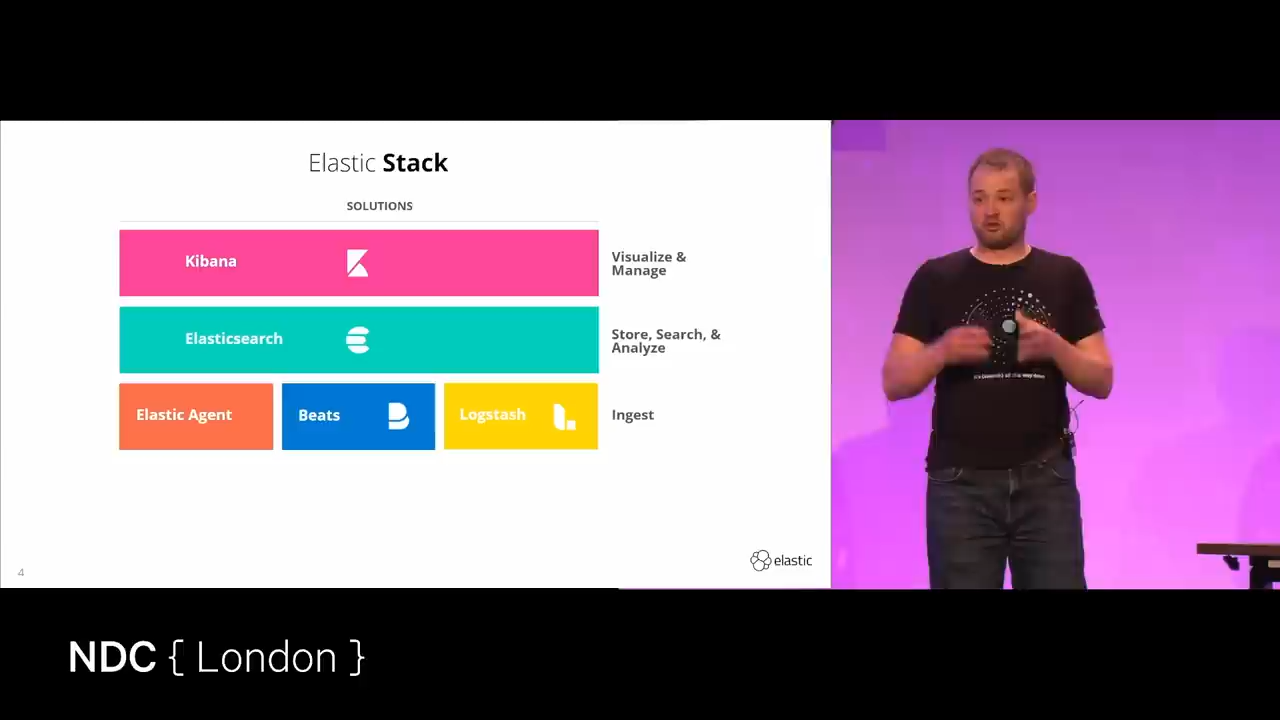 Elastic Stack
SOLUTIONS
Kibana
Visualize &
Manage
Elasticsearch
Store, Search, &
Analyze
Elastic Agent
Beats
Logstash
Ingest
elastic
4
NDC { London }